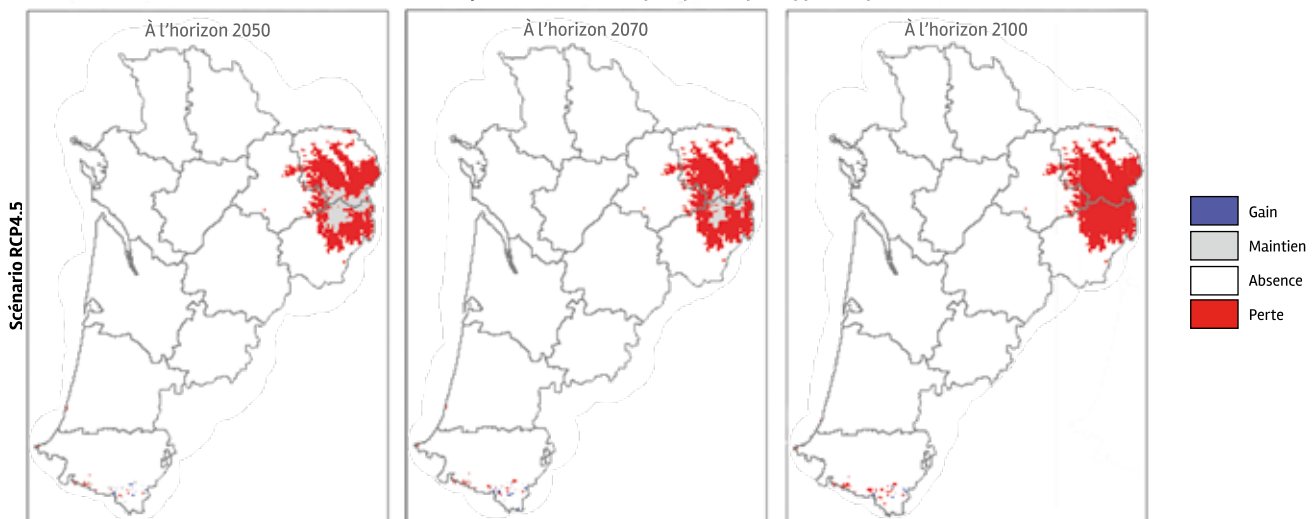 À l'horizon 2050
À l'horizon 2070
À l'horizon 2100
Scénario RCP4.5
Gain
Maintien
Absence
Perte